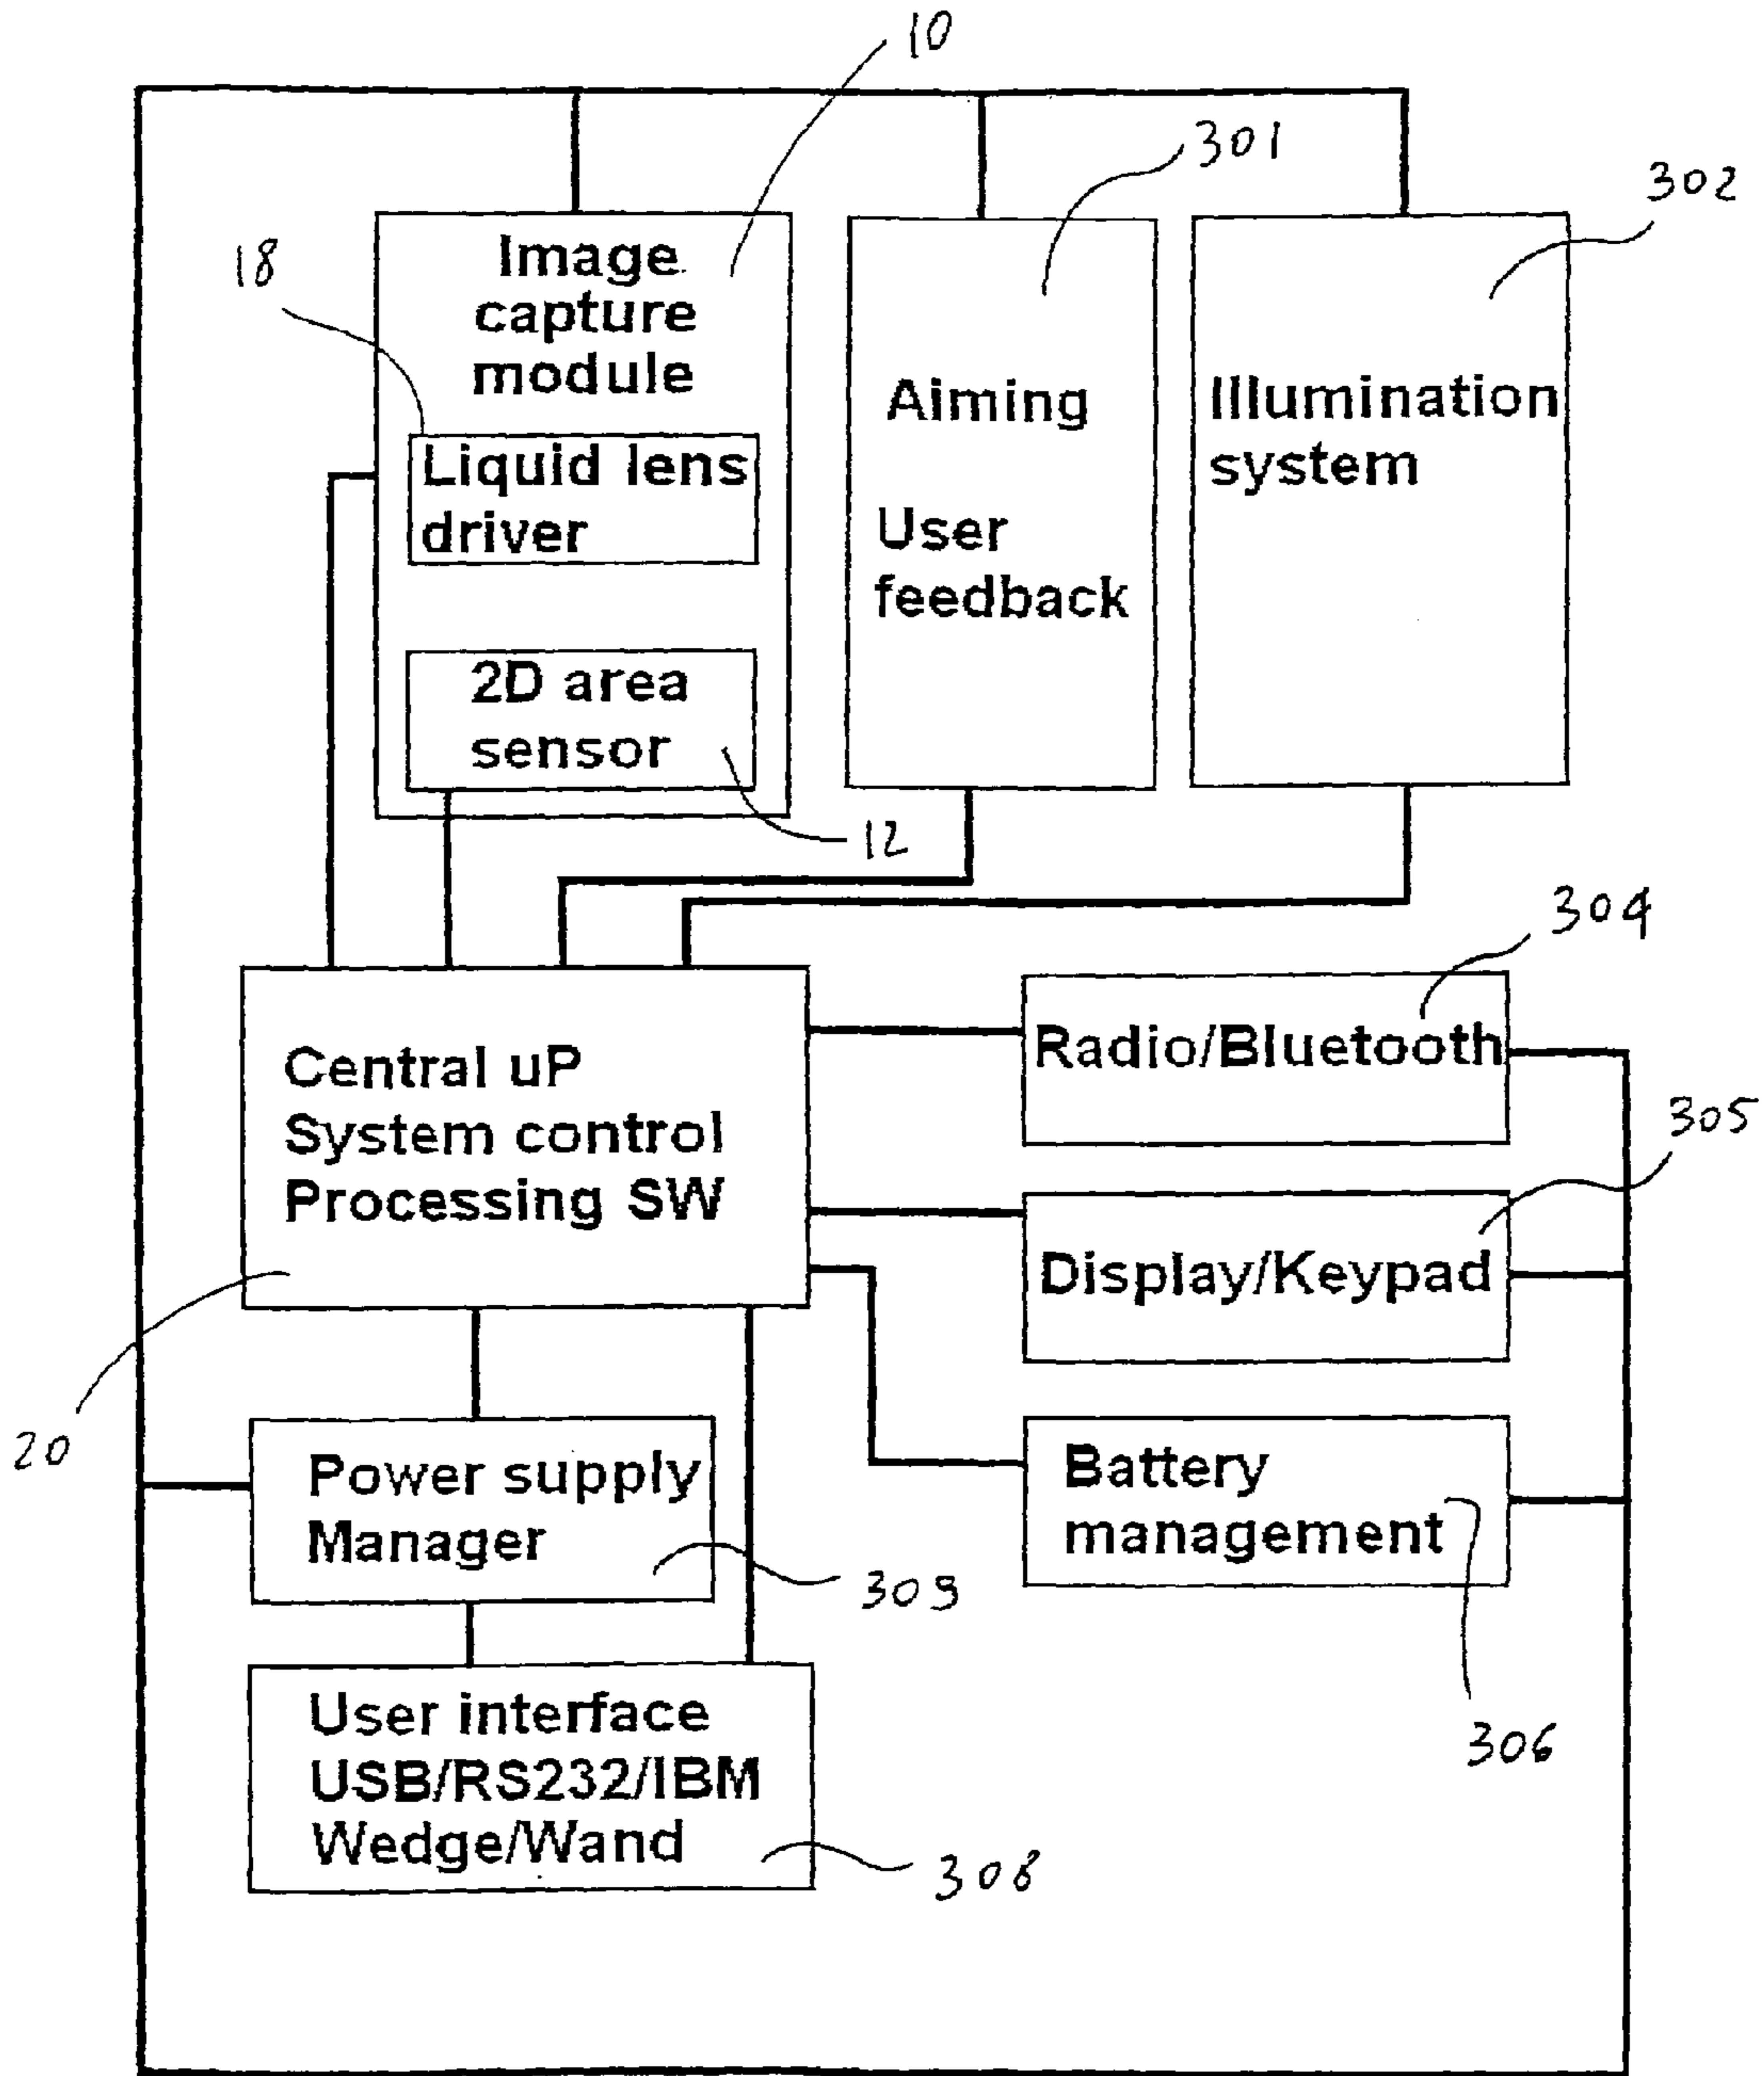 10
301
302
18
Image
capture
module
Liquid lens
driver
2D area
sensor
12
Aiming
User
feedback
Illumination
system
304
Radio/Bluetooth
305
Central uP
System control
Processing SW
Display/Keypad
20
Power supply
Manager
309
Battery
management
306
User interface
USB/RS232/IBM
Wedge/Wand
308